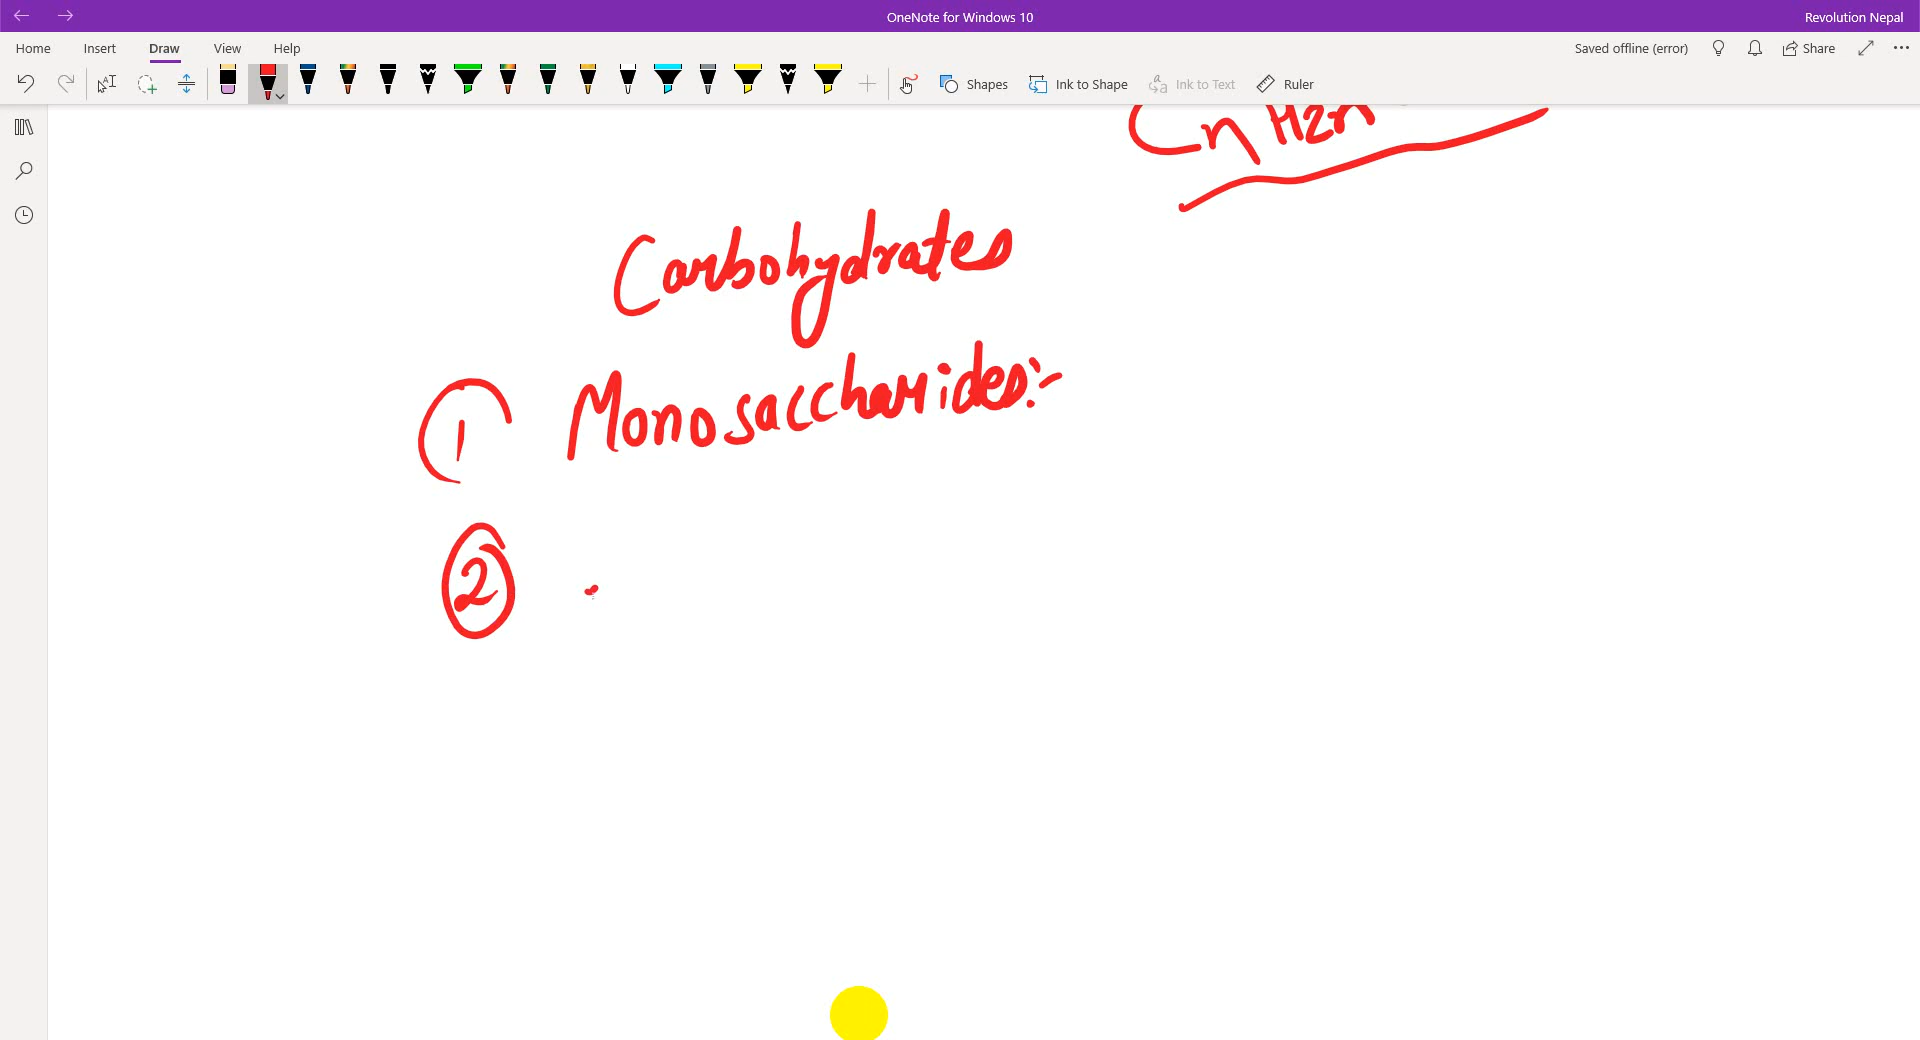 OneNote for Windows 10
Revolution Nepal
Home Insert Draw View Help
Saved offline (error) Share
Shapes Ink to Shape Ink to Text Ruler
CnH2n
Carbohydrates
1 Monosaccharides:-
2